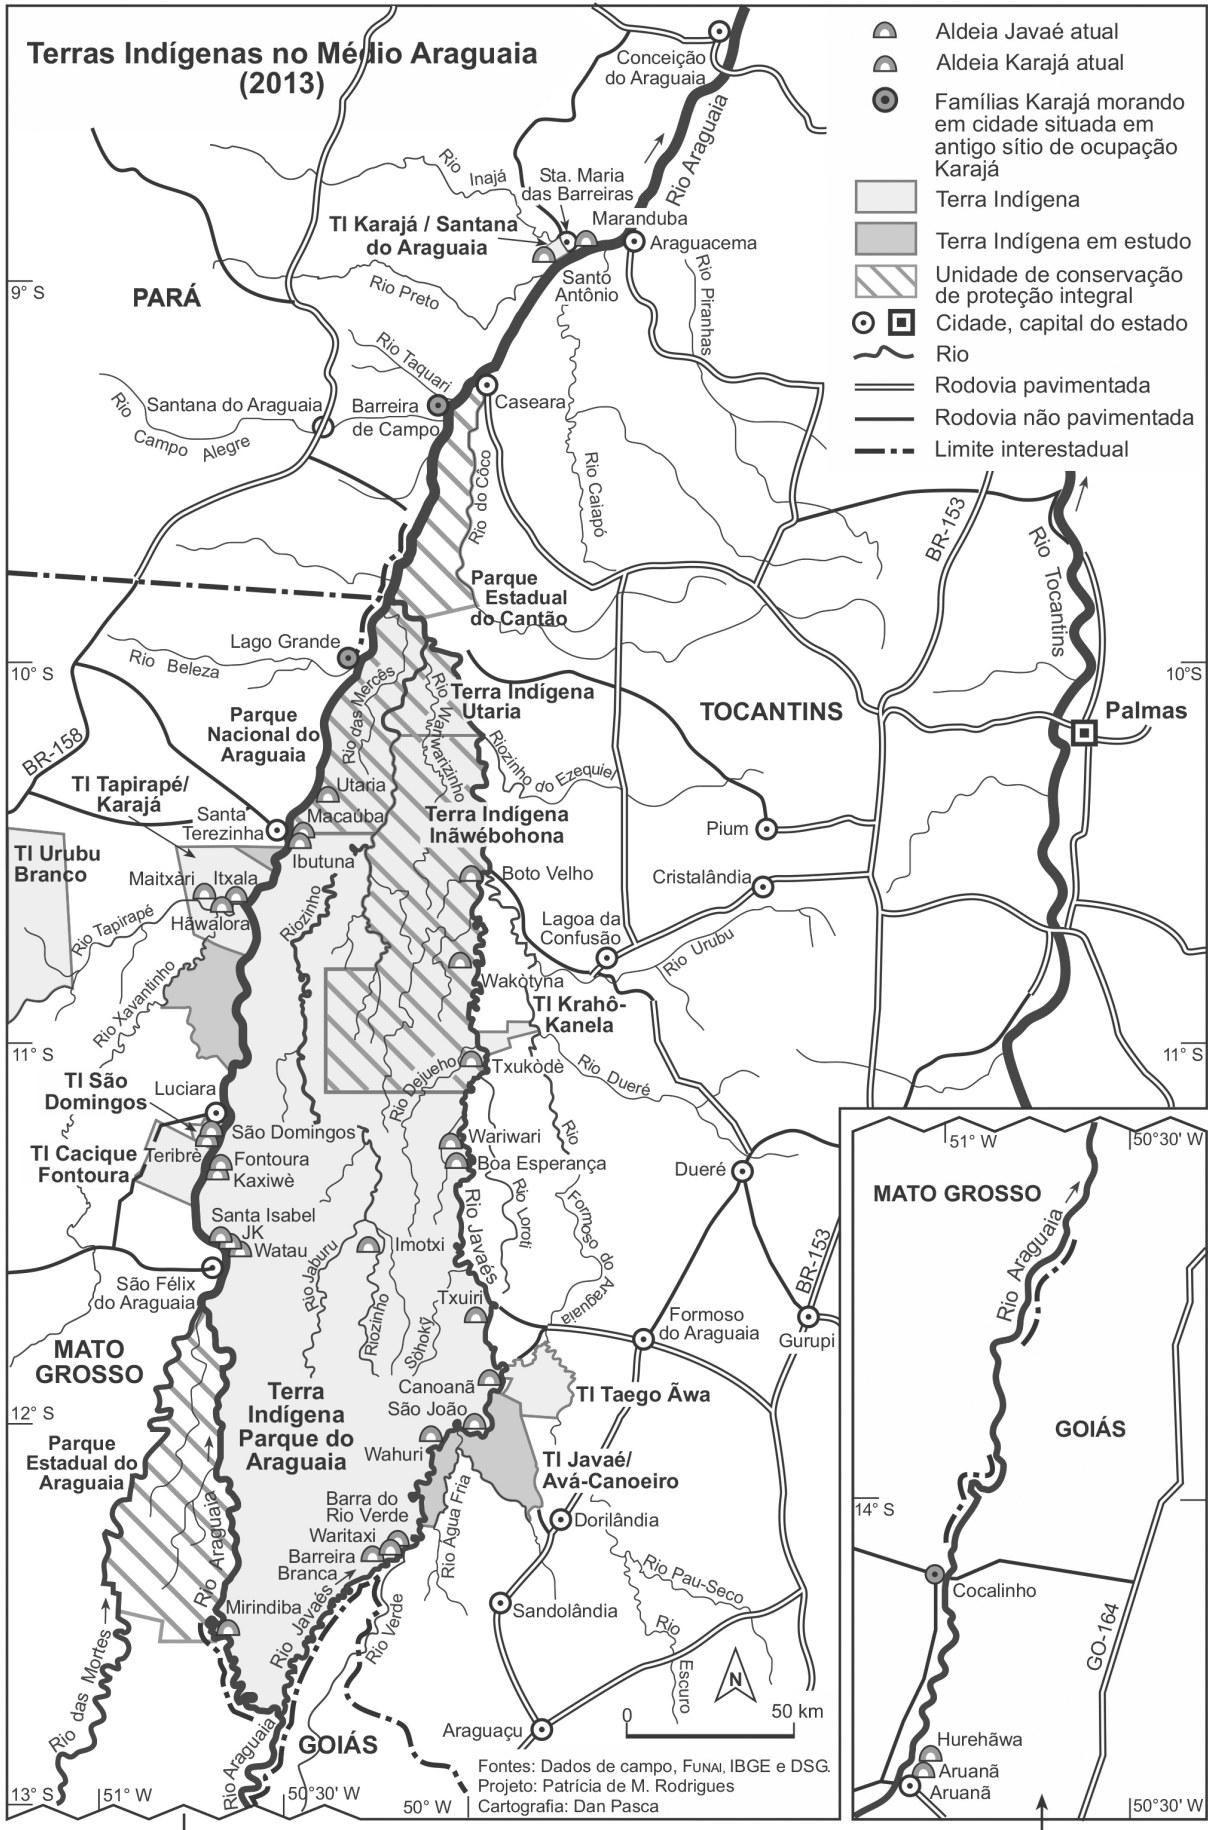 Terras Indígenas no Médio Araguaia
(2013)
Aldeia Javaé atual
Aldeia Karajá atual
Famílias Karajá morando
em cidade situada em
antigo sítio de ocupação
Karajá
Terra Indígena
Terra Indígena em estudo
Unidade de conservação
de proteção integral
Cidade, capital do estado
Rio
Rodovia pavimentada
Rodovia não pavimentada
Limite interestadual
Conceição
do Araguaia
Rio Araguaia
Rio
Inajá
Sta. Maria
das Barreiras
Maranduba
TI Karajá / Santana
do Araguaia
Araguacema
Santo
Antônio
Rio Piranhas
9° S
PARÁ
Rio Preto
Rio Taquari
Rio
Campo Alegre
Santana do Araguaia
Barreira
de Campo
Caseara
Rio do Côco
Rio Caiapó
BR-153
Rio Tocantins
Parque
Estadual
do Cantão
Lago Grande
Rio Beleza
10° S
10°S
Rio das Mercês
Rio Wariwarizinho
Terra Indígena
Utaria
TOCANTINS
Palmas
Parque
Nacional do
Araguaia
BR-158
Riozinho do Ezequiel
TI Tapirapé/
Karajá
Utaria
Macaúba
Santa
Terezinha
Terra Indígena
Inãwébohona
Pium
Ibutuna
TI Urubu
Branco
Maitxàri
Itxala
Boto Velho
Cristalândia
Hãwalora
Rio Tapirapé
Riozinho
Lagoa da
Confusão
Rio Urubu
Rio Xavantinho
Wakòtyna
TI Krahô-
Kanela
11° S
11° S
Rio Dejueho
Txukòdè
Rio Dueré
TI São
Domingos
Luciara
São Domingos
Wariwari
Rio
Formoso do
Araguaia
TI Cacique
Fontoura
Teribrè
Fontoura
Kaxiwè
Boa Esperança
Dueré
Rio Loroti
Rio Javaés
Santa Isabel
JK
Watau
Rio Jaburu
Imotxi
BR-153
São Félix
do Araguaia
Riozinho
Sòhokỹ
Txuiri
Formoso
do Araguaia
Gurupi
MATO
GROSSO
Canoanã
TI Taego Ãwa
Terra
Indígena
Parque do
Araguaia
São João
12° S
Wahuri
Parque
Estadual do
Araguaia
TI Javaé/
Avá-Canoeiro
Rio Araguaia
Barra do
Rio Verde
Waritaxi
Barreira
Branca
Rio Água Fria
Dorilândia
Rio Pau-Seco
Mirindiba
Rio Javaés
Rio Verde
Sandolândia
Rio
Escuro
Rio das Mortes
N
0
50 km
Araguaçu
Rio Araguaia
GOIÁS
13° S
51° W
50°30' W
50° W
Fontes: Dados de campo, FUNAI, IBGE e DSG.
Projeto: Patrícia de M. Rodrigues
Cartografia: Dan Pasca
51° W
50°30' W
MATO GROSSO
Rio Araguaia
GOIÁS
14° S
Cocalinho
GO-164
Hurehãwa
Aruanã
Aruanã
50°30' W